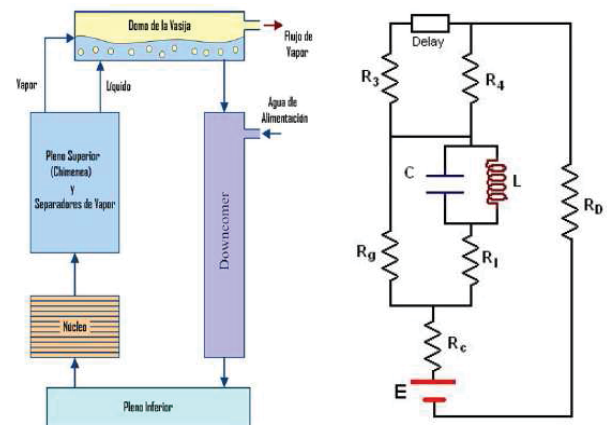 Domo de la Vasija
Flujo de
Vapor
Vapor
Líquido
Agua de
Alimentación
Pleno Superior
(Chimenea)
y
Separadores de Vapor
Downcomer
Núcleo
Pleno Inferior
Delay
R3
R4
C
L
RD
Rg
Rl
Rc
E